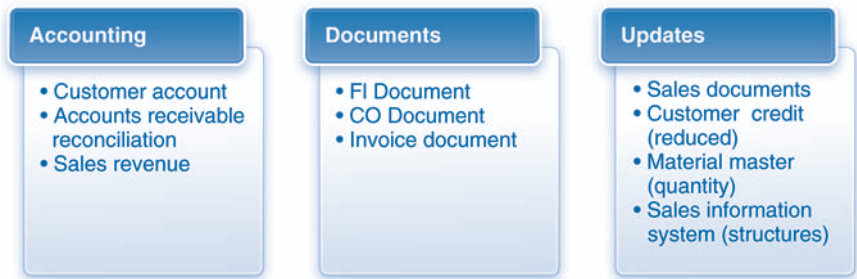 Accounting
• Customer account
• Accounts receivable
reconciliation
• Sales revenue
Documents
• FI Document
• CO Document
• Invoice document
Updates
• Sales documents
• Customer credit
(reduced)
• Material master
(quantity)
• Sales information
system (structures)